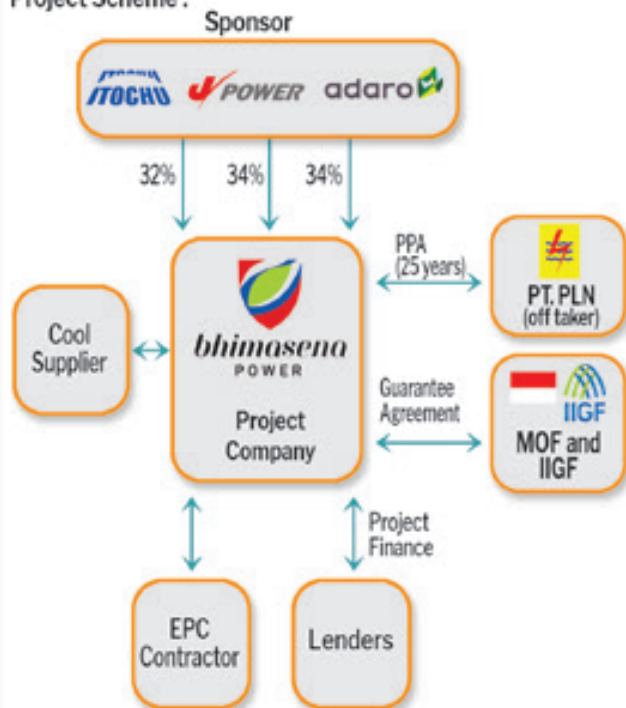 Project Scheme :
Sponsor
ITOCHU
J POWER
adaro
32%
34%
34%
PPA
(25 years)
PT. PLN
(off taker)
Cool
Supplier
bhimasena
POWER
Project
Company
Guarantee
Agreement
IIGF
MOF and
IIGF
Project
Finance
EPC
Contractor
Lenders